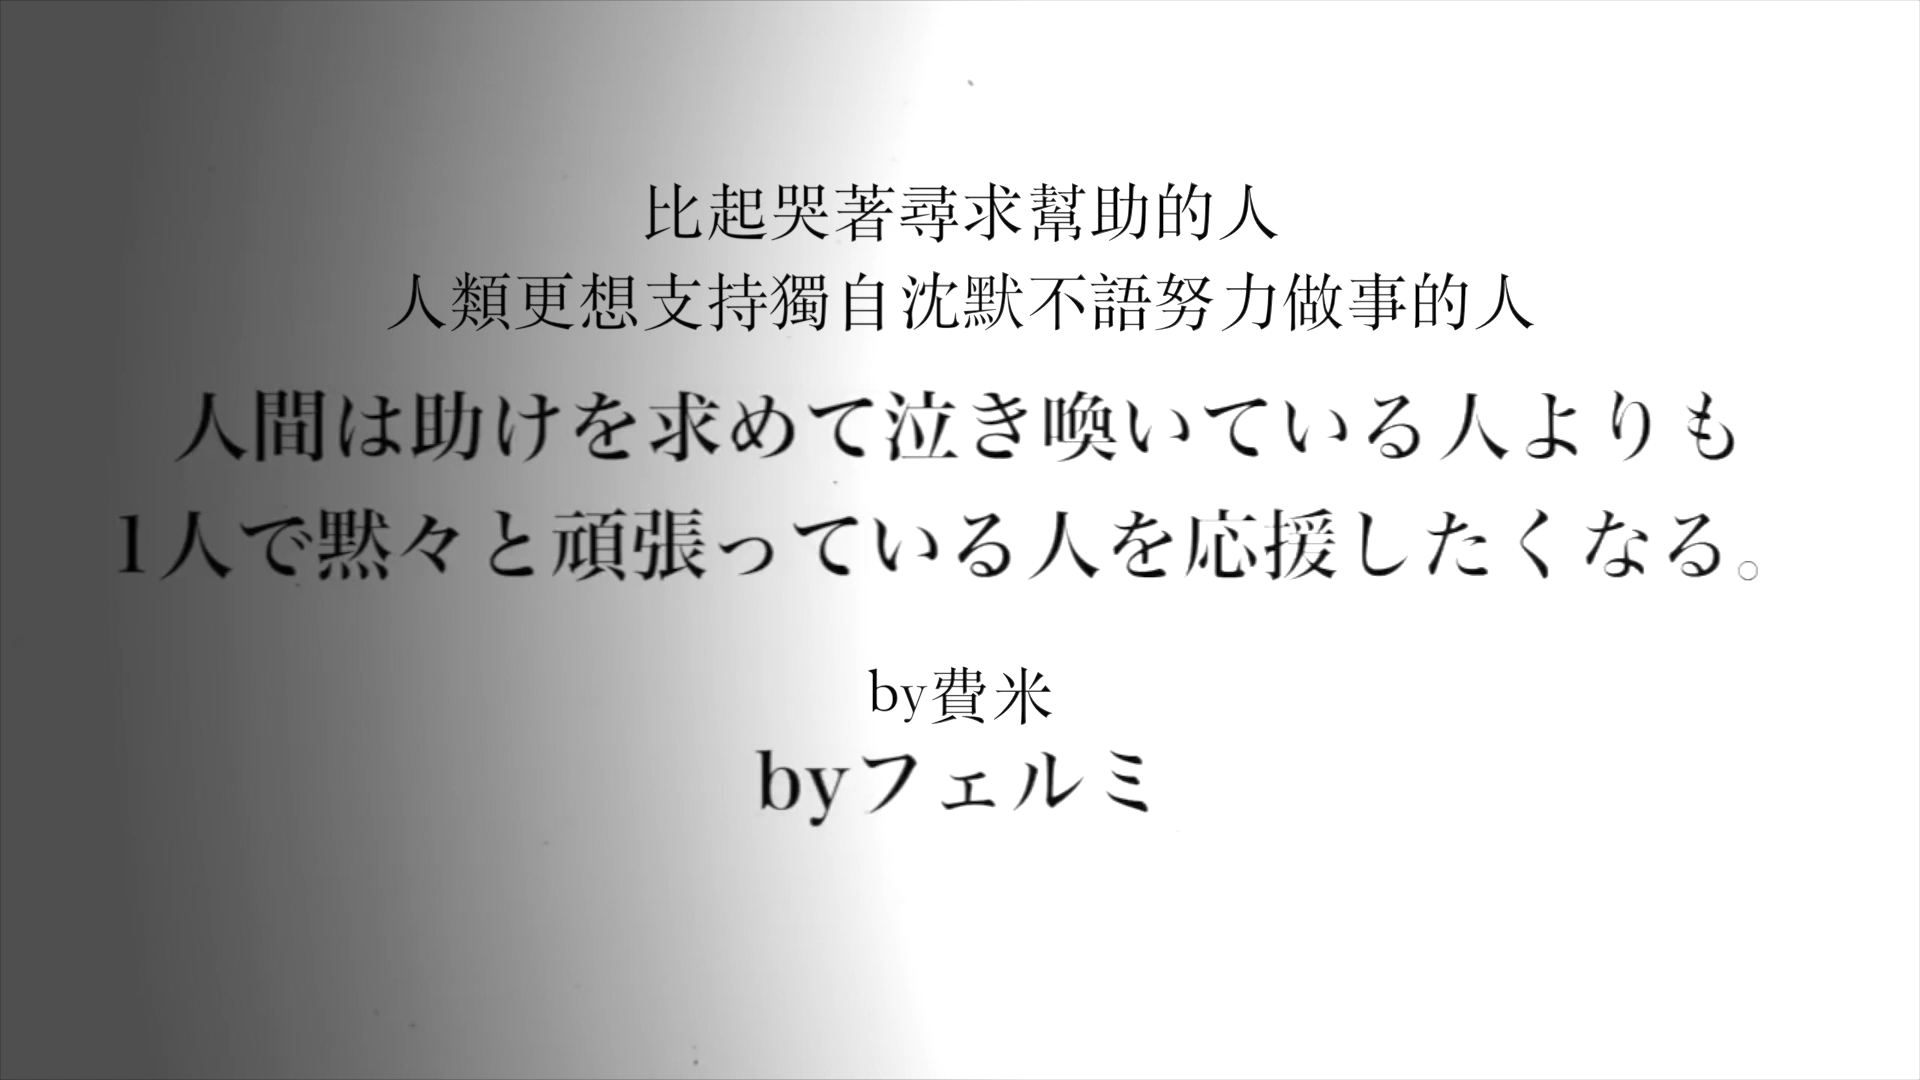 比起哭著尋求幫助的人
人類更想支持獨自沈默不語努力做事的人
人間は助けを求めて泣き喚いている人よりも
1人で黙々と頑張っている人を応援したくなる。
by費米
byフェルミ